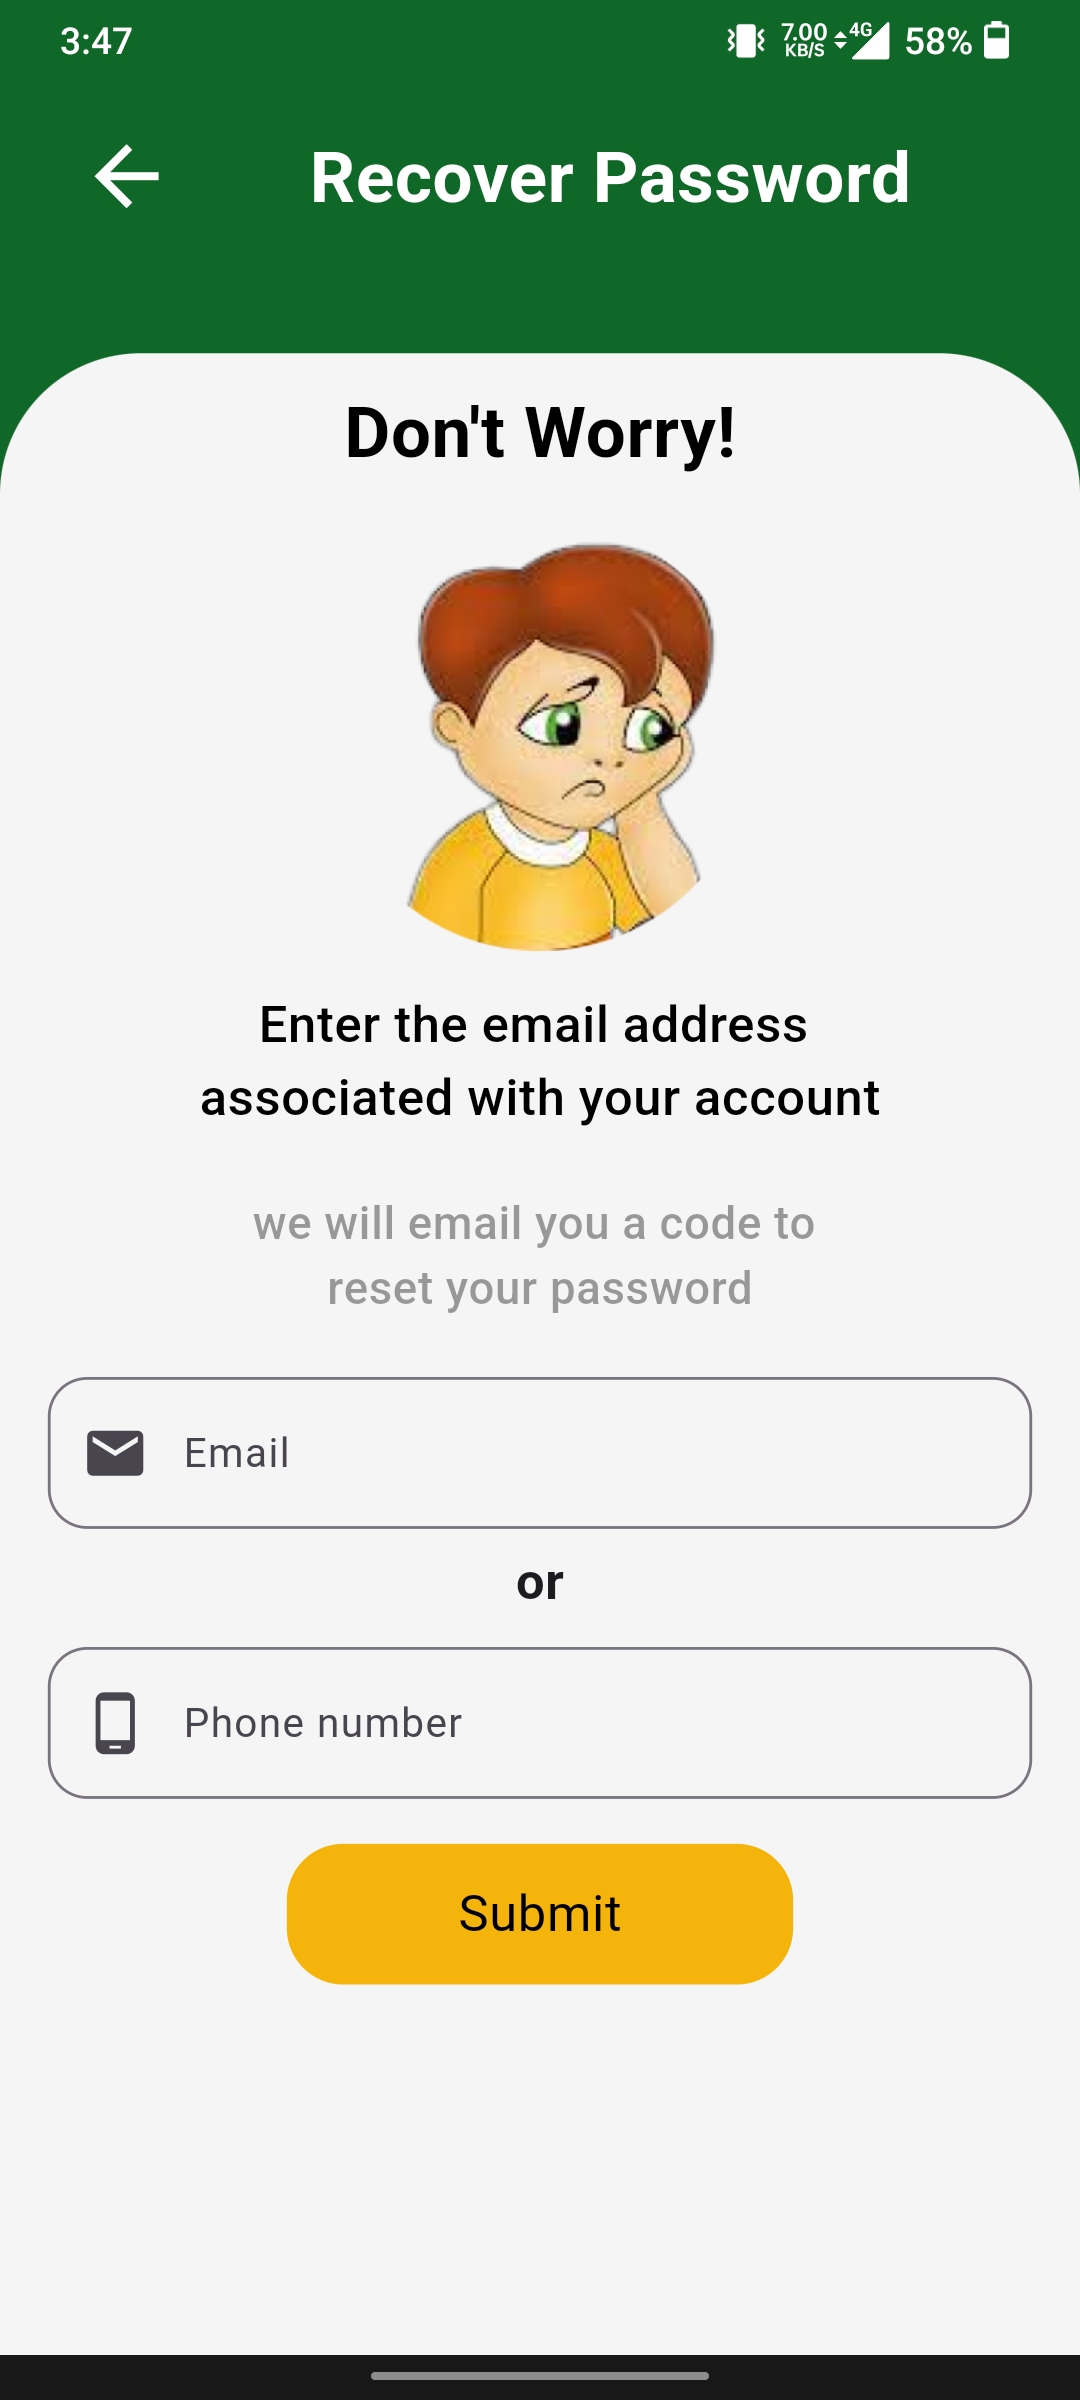 3:47
7.00
KB/S
4G
58%
Recover Password
Don't Worry!
Enter the email address
associated with your account
we will email you a code to
reset your password
Email
or
Phone number
Submit